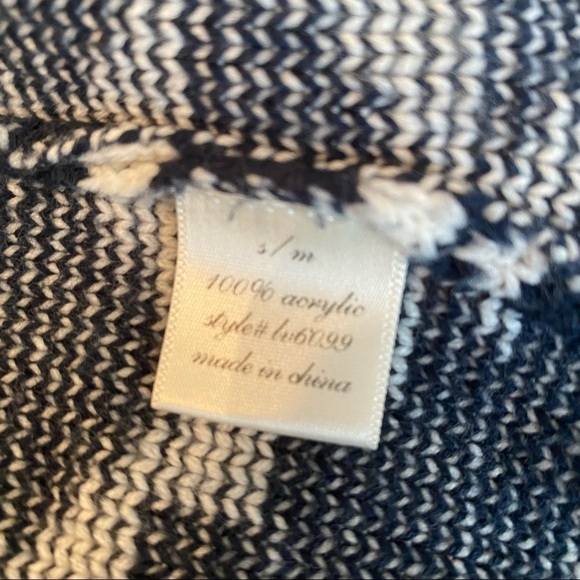 s/m
100% acrylic
style# lv6099
made in china